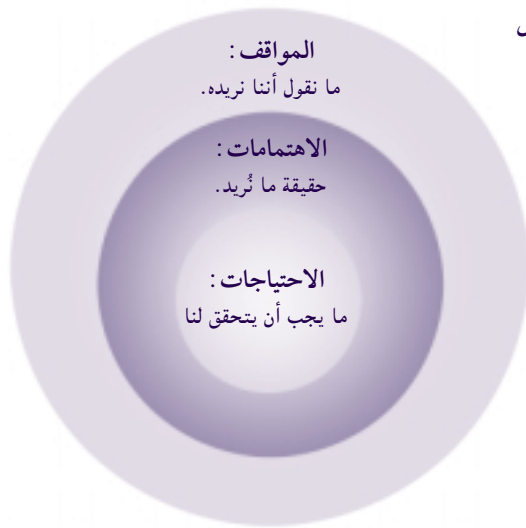 المواقف:
ما نقول أننا نريده.
الاهتمامات:
حقيقة ما نُريد.
الاحتياجات:
ما يجب أن يتحقق لنا